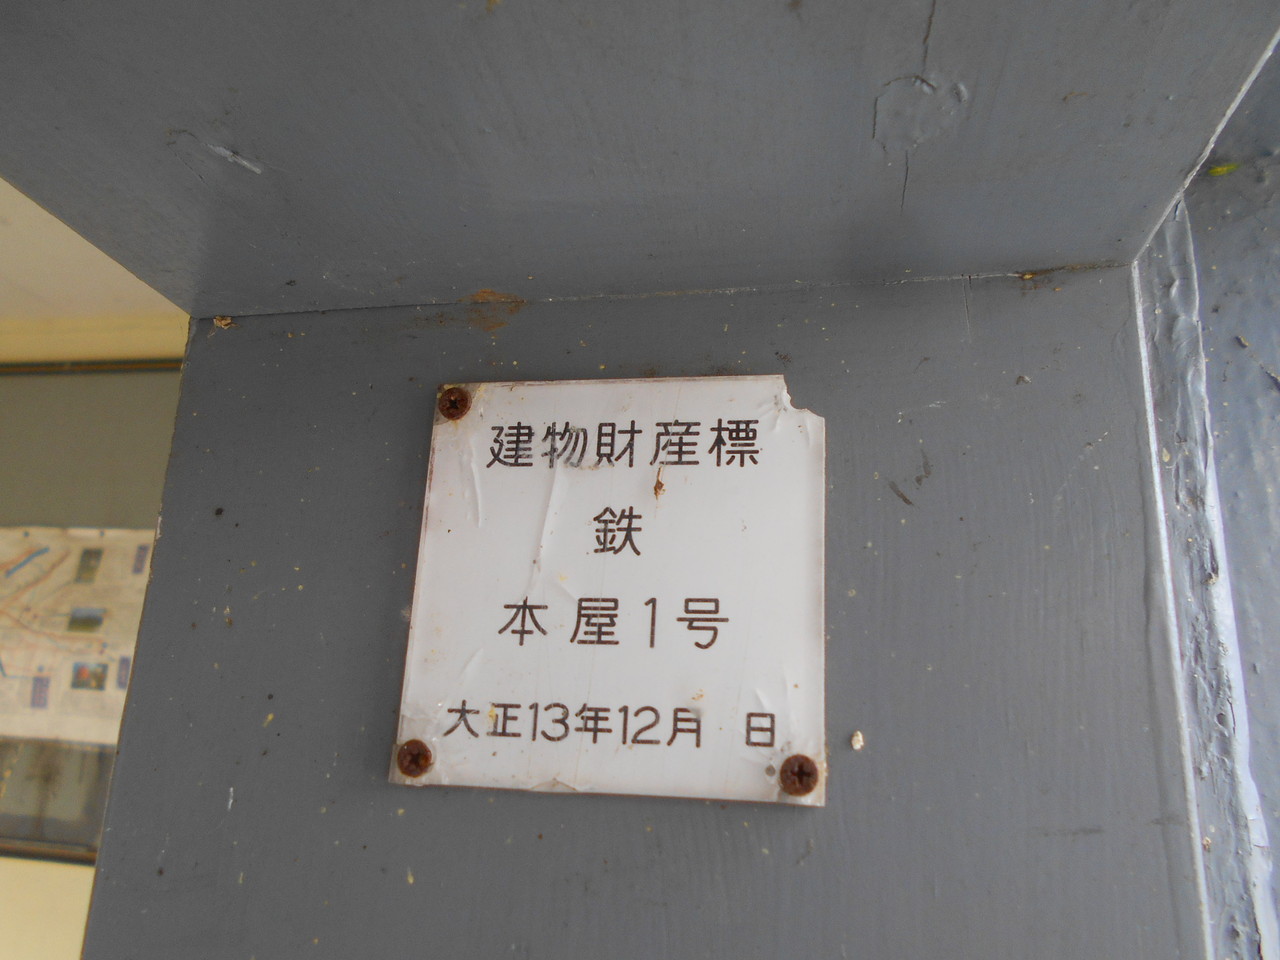 建物財産標
鉄
本屋1号
大正13年12月 日